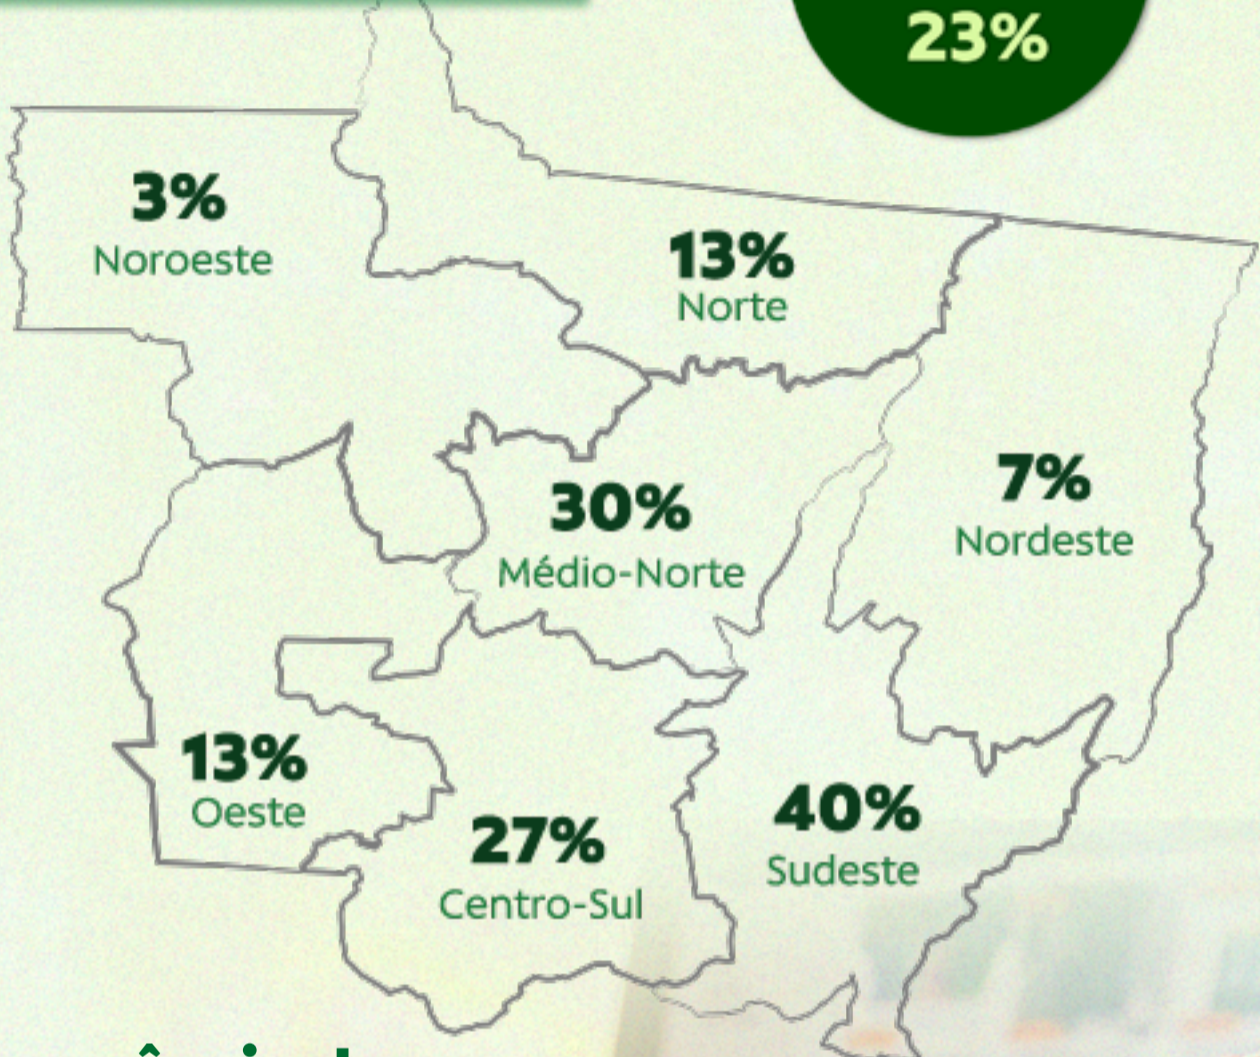 23%
3%
Noroeste
13%
Norte
7%
Nordeste
30%
Médio-Norte
13%
Oeste
27%
Centro-Sul
40%
Sudeste